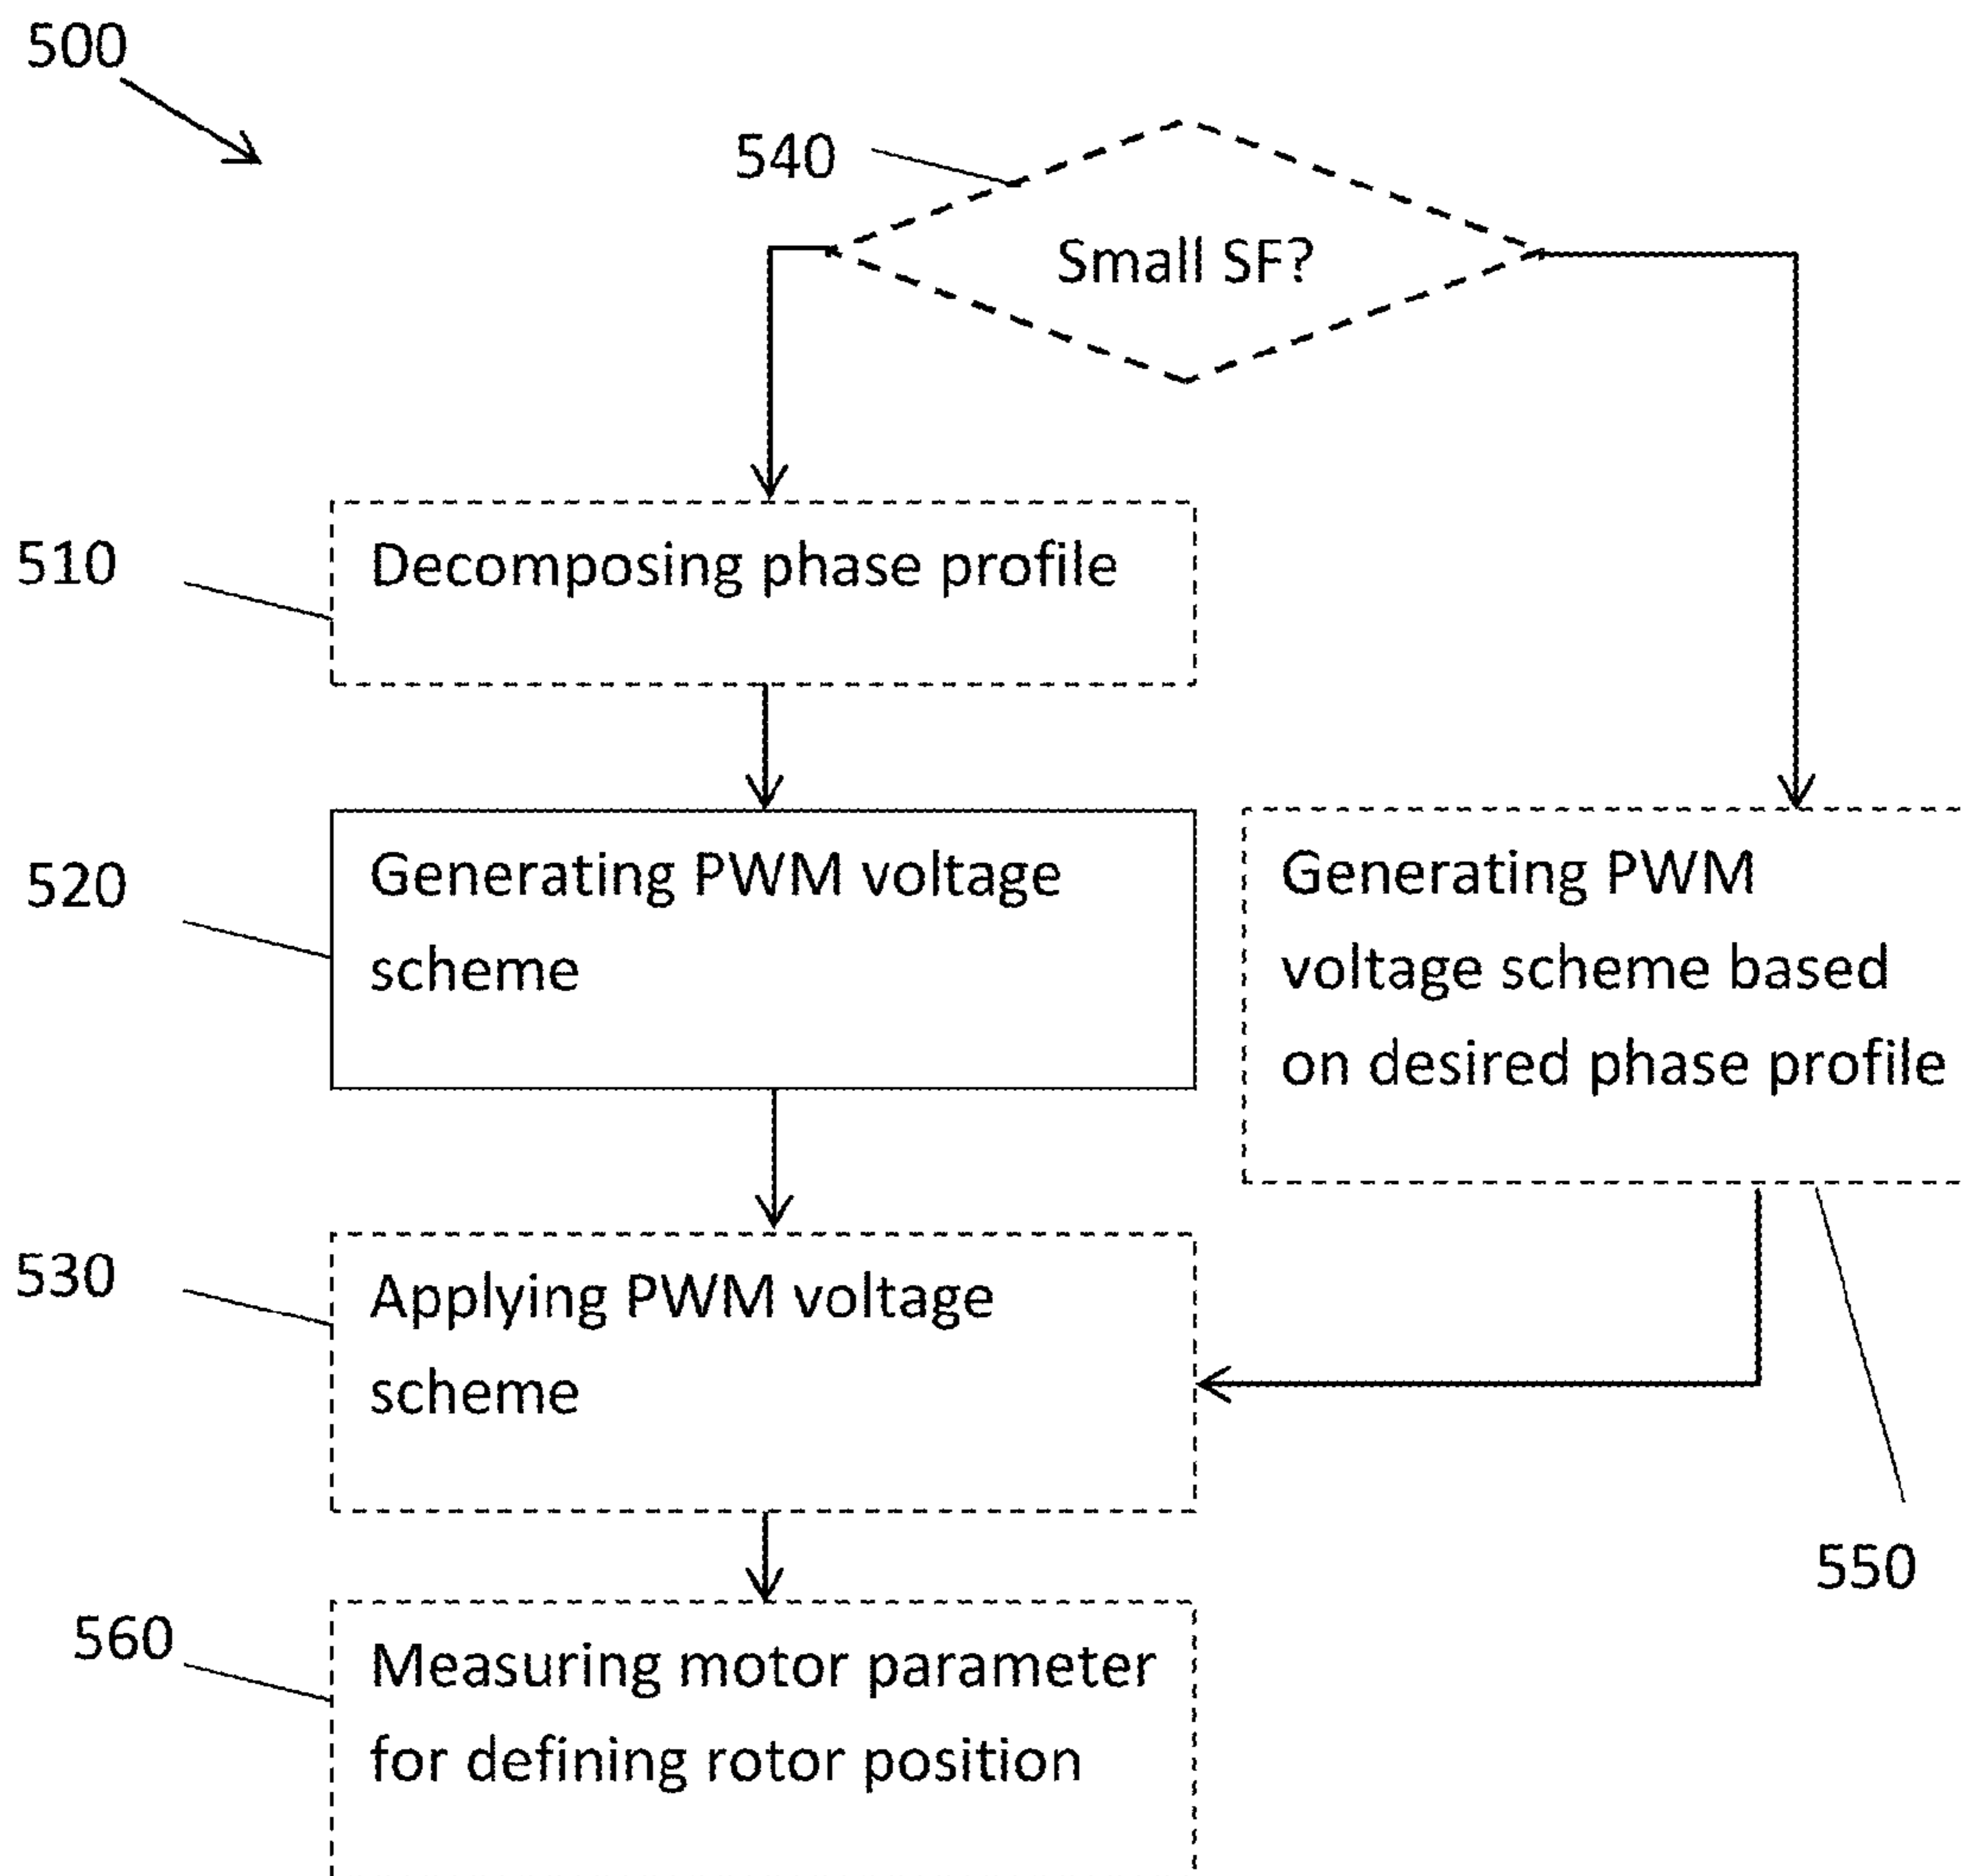 500
540
Small SF?
510
Decomposing phase profile
520
Generating PWM voltage
scheme
Generating PWM
voltage scheme based
on desired phase profile
530
Applying PWM voltage
scheme
550
560
Measuring motor parameter
for defining rotor position